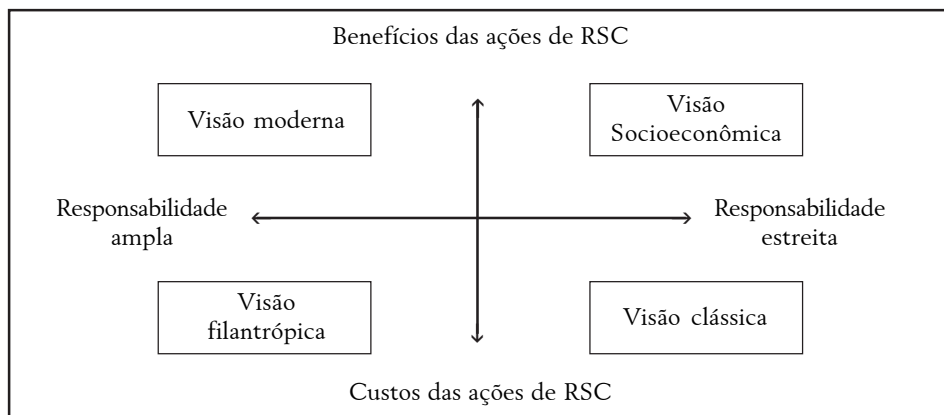 Benefícios das ações de RSC
Visão moderna
Visão
Socioeconômica
Responsabilidade
ampla
Responsabilidade
estreita
Visão
filantrópica
Visão clássica
Custos das ações de RSC